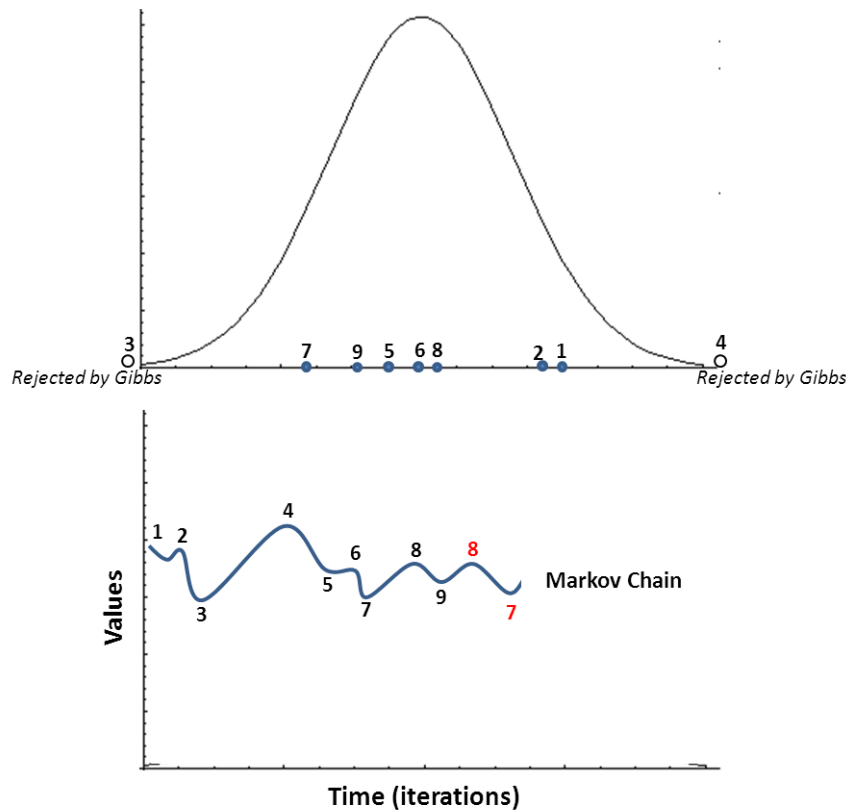 3
4
7 9 5 6 8 2 1
Rejected by Gibbs
Rejected by Gibbs
Values
1 2 3 4 5 6 7 8 9 8 7
Markov Chain
Time (iterations)